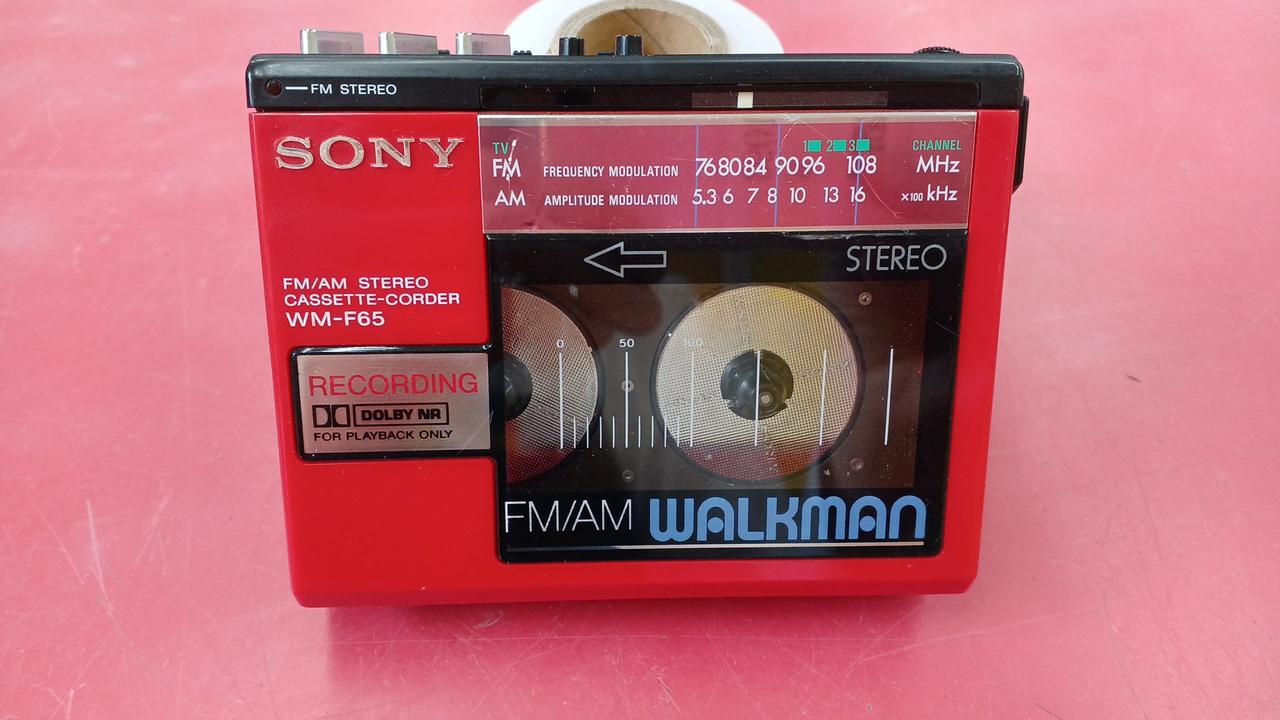 FM STEREO
SONY
TV 1 2 3 CHANNEL
FM FREQUENCY MODULATION 76 80 84 90 96 108 MHz
AM AMPLITUDE MODULATION 5.3 6 7 8 10 13 16 ×100 kHz
STEREO
FM/AM STEREO
CASSETTE-CORDER
WM-F65
0 50 100
RECORDING
DOLBY NR
FOR PLAYBACK ONLY
FM/AM WALKMAN